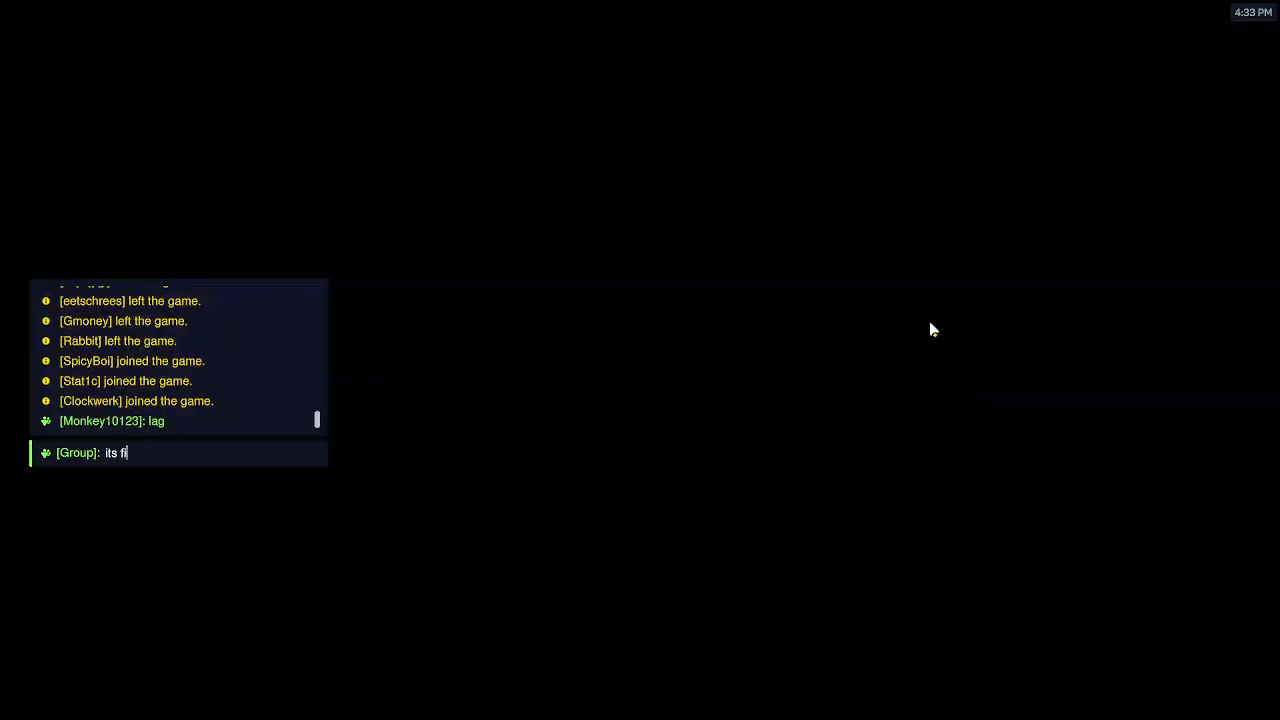 4:33 PM
[eetschrees] left the game.
[Gmoney] left the game.
[Rabbit] left the game.
[SpicyBoi] joined the game.
[Stat1c] joined the game.
[Clockwerk] joined the game.
[Monkey10123]: lag
[Group]: its fi